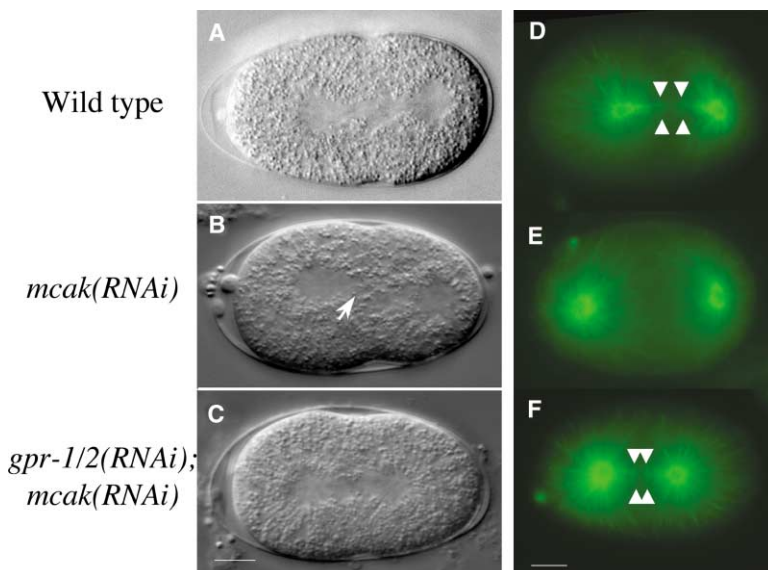 A
D
Wild type
B
E
mcak(RNAi)
C
F
gpr-1/2(RNAi);
mcak(RNAi)